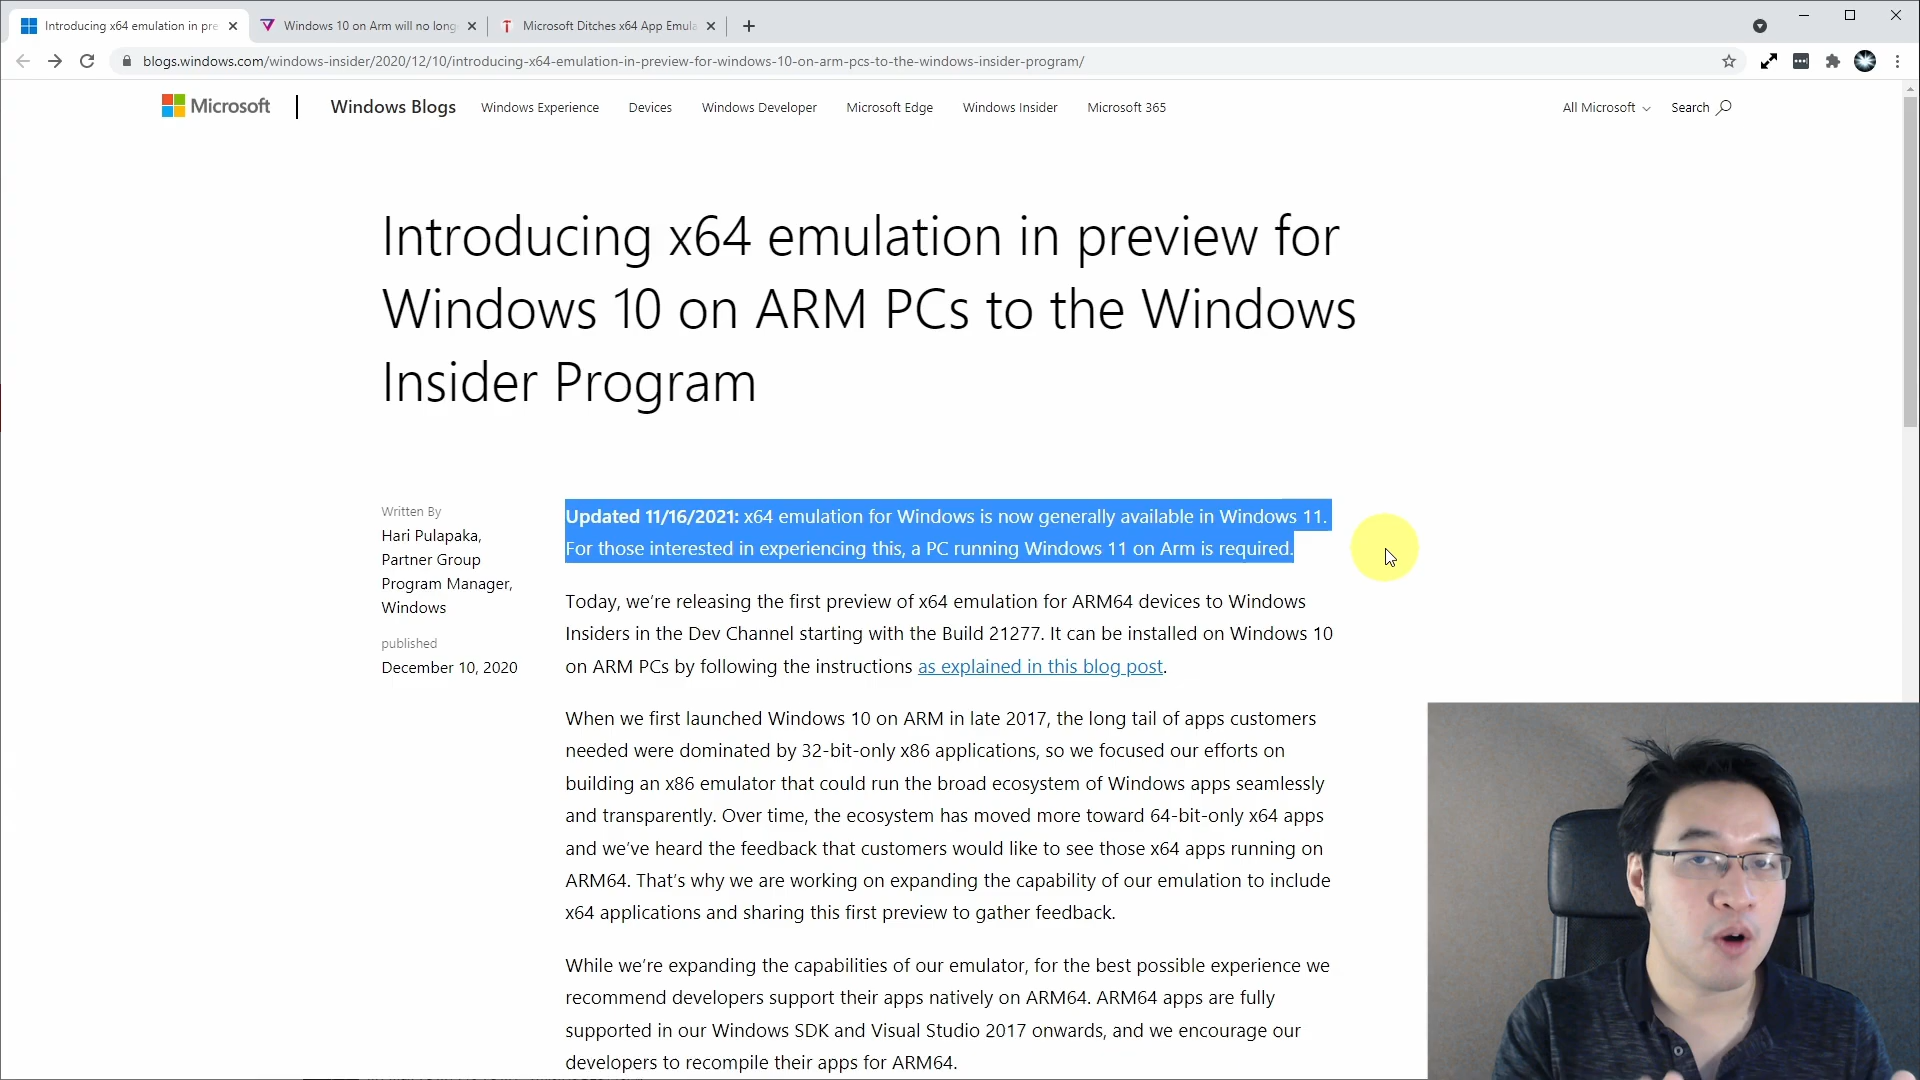 Introducing x64 emulation in pre
Windows 10 on Arm will no long
Microsoft Ditches x64 App Emula
blogs.windows.com/windows-insider/2020/12/10/introducing-x64-emulation-in-preview-for-windows-10-on-arm-pcs-to-the-windows-insider-program/
Microsoft
Windows Blogs
Windows Experience
Devices
Windows Developer
Microsoft Edge
Windows Insider
Microsoft 365
All Microsoft
Search
Introducing x64 emulation in preview for
Windows 10 on ARM PCs to the Windows
Insider Program
Written By
Hari Pulapaka,
Partner Group
Program Manager,
Windows
published
December 10, 2020
Updated 11/16/2021: x64 emulation for Windows is now generally available in Windows 11.
For those interested in experiencing this, a PC running Windows 11 on Arm is required.
Today, we’re releasing the first preview of x64 emulation for ARM64 devices to Windows
Insiders in the Dev Channel starting with the Build 21277. It can be installed on Windows 10
on ARM PCs by following the instructions as explained in this blog post.
When we first launched Windows 10 on ARM in late 2017, the long tail of apps customers
needed were dominated by 32-bit-only x86 applications, so we focused our efforts on
building an x86 emulator that could run the broad ecosystem of Windows apps seamlessly
and transparently. Over time, the ecosystem has moved more toward 64-bit-only x64 apps
and we’ve heard the feedback that customers would like to see those x64 apps running on
ARM64. That’s why we are working on expanding the capability of our emulation to include
x64 applications and sharing this first preview to gather feedback.
While we’re expanding the capabilities of our emulator, for the best possible experience we
recommend developers support their apps natively on ARM64. ARM64 apps are fully
supported in our Windows SDK and Visual Studio 2017 onwards, and we encourage our
developers to recompile their apps for ARM64.